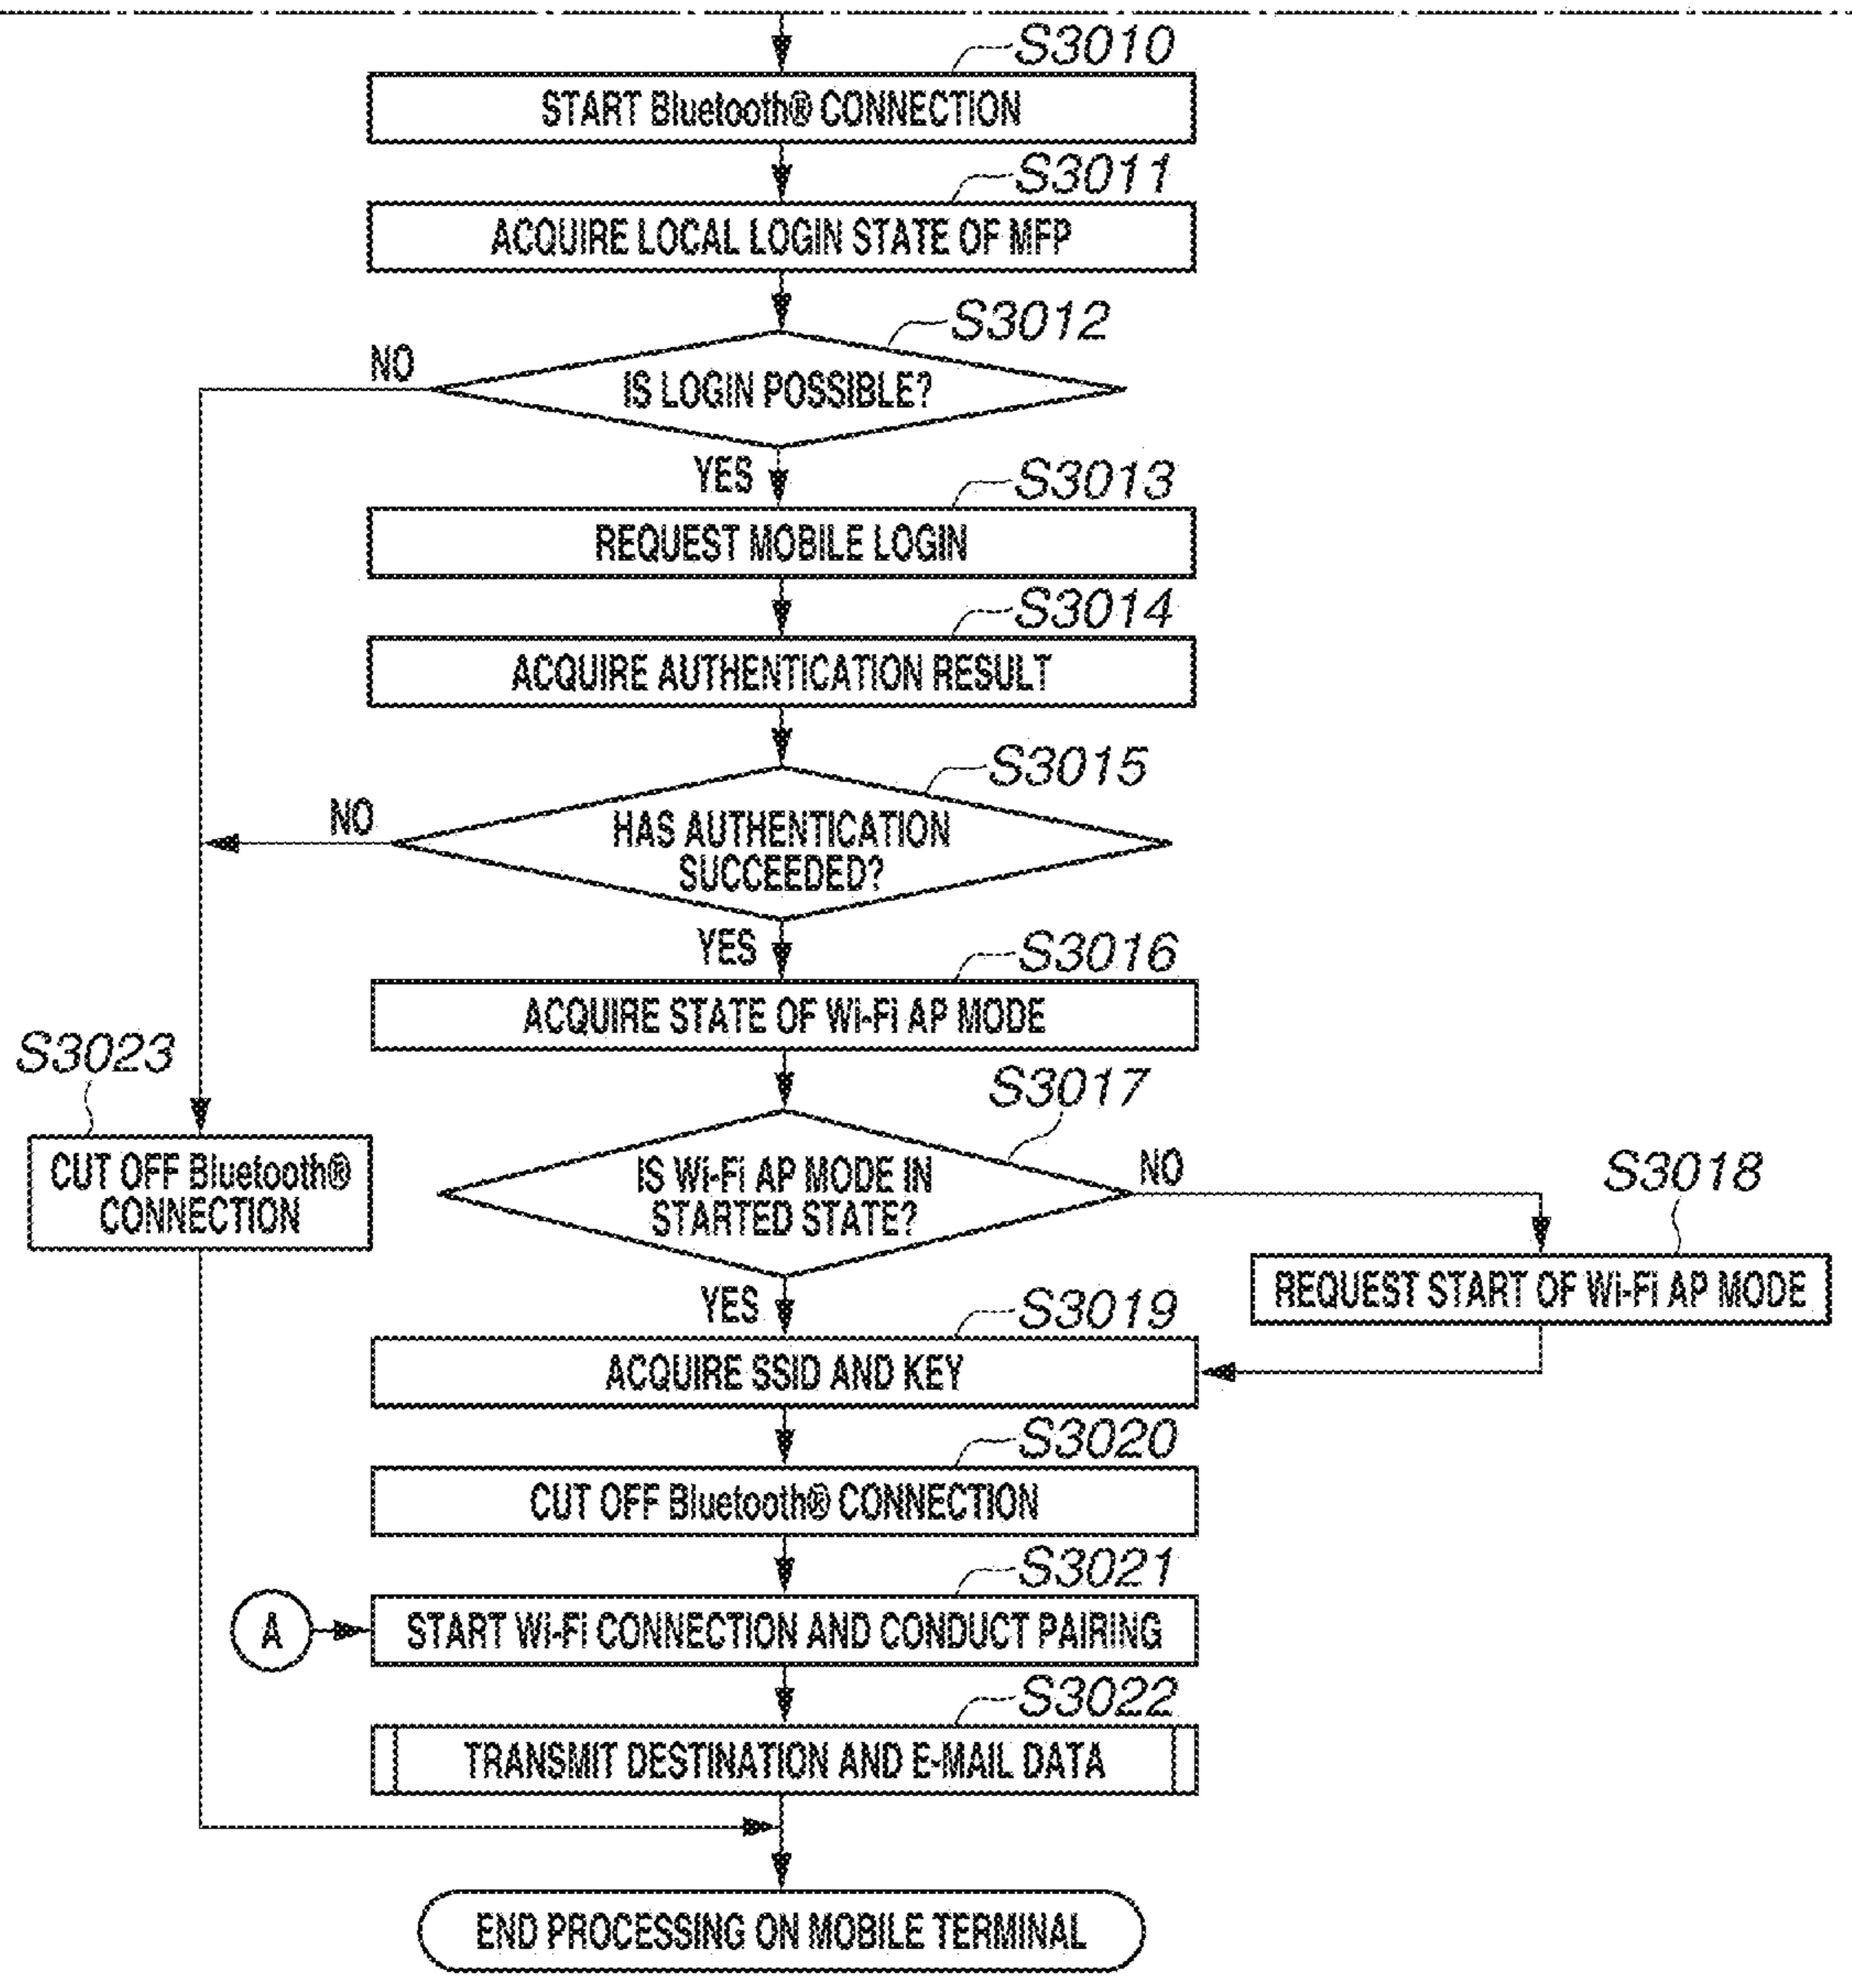 S3010
START Bluetooth® CONNECTION
S3011
ACQUIRE LOCAL LOGIN STATE OF MFP
S3012
NO
IS LOGIN POSSIBLE?
YES
S3013
REQUEST MOBILE LOGIN
S3014
ACQUIRE AUTHENTICATION RESULT
S3015
NO
HAS AUTHENTICATION
SUCCEEDED?
YES
S3016
ACQUIRE STATE OF Wi-Fi AP MODE
S3023
CUT OFF Bluetooth®
CONNECTION
S3017
IS Wi-Fi AP MODE IN
STARTED STATE?
NO
S3018
REQUEST START OF Wi-Fi AP MODE
YES
S3019
ACQUIRE SSID AND KEY
S3020
CUT OFF Bluetooth® CONNECTION
S3021
A
START Wi-Fi CONNECTION AND CONDUCT PAIRING
S3022
TRANSMIT DESTINATION AND E-MAIL DATA
END PROCESSING ON MOBILE TERMINAL